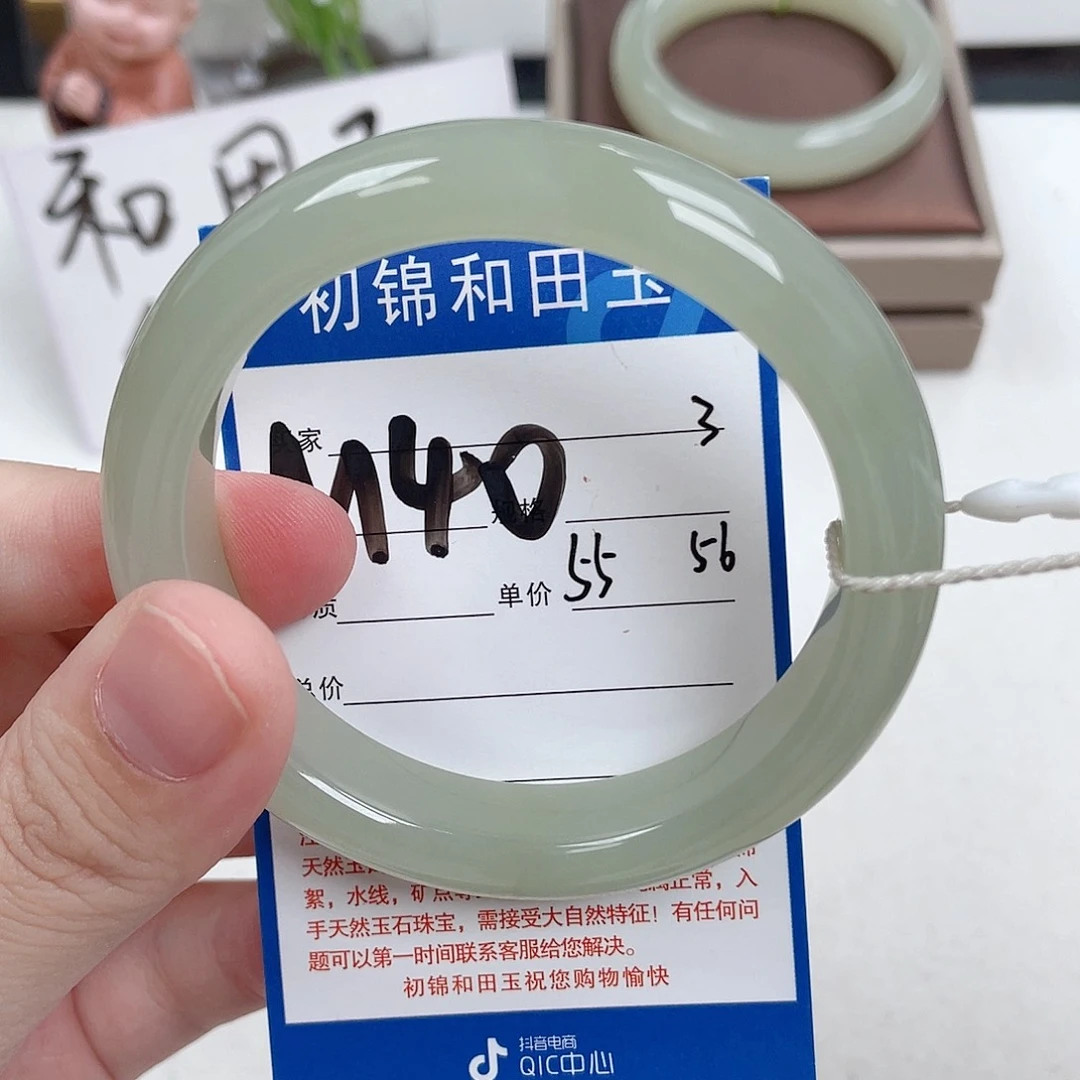 和田
初锦和田玉
家
3
M40
规格
55
56
质
单价
总价
天然玉
絮，水线，矿点 属正常，入
手天然玉石珠宝，需接受大自然特征！有任何问
题可以第一时间联系客服给您解决。
初锦和田玉祝您购物愉快
抖音电商
QIC中心